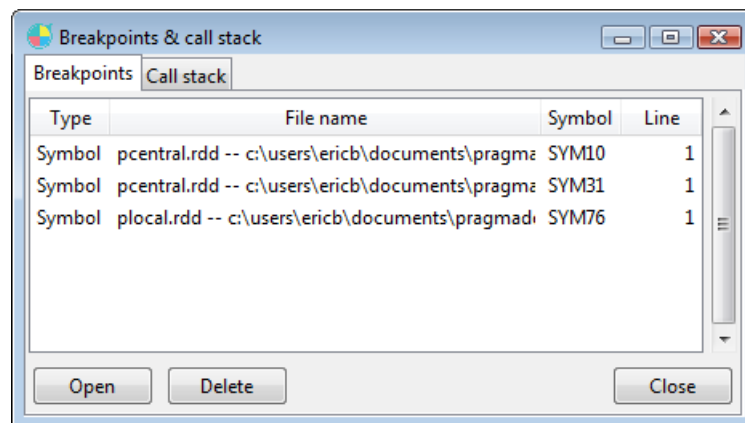 Breakpoints & call stack
Breakpoints Call stack
Type File name Symbol Line
Symbol pcentral.rdd -- c:\users\ericb\documents\pragma SYM10 1
Symbol pcentral.rdd -- c:\users\ericb\documents\pragma SYM31 1
Symbol plocal.rdd -- c:\users\ericb\documents\pragmad SYM76 1
Open Delete Close